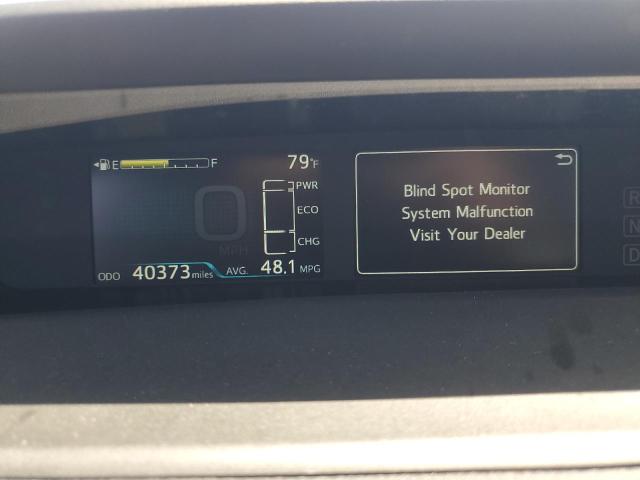 E F 79°F
PWR
ECO
CHG
0
MPH
ODO 40373 miles AVG. 48.1 MPG
Blind Spot Monitor
System Malfunction
Visit Your Dealer
R
N
D